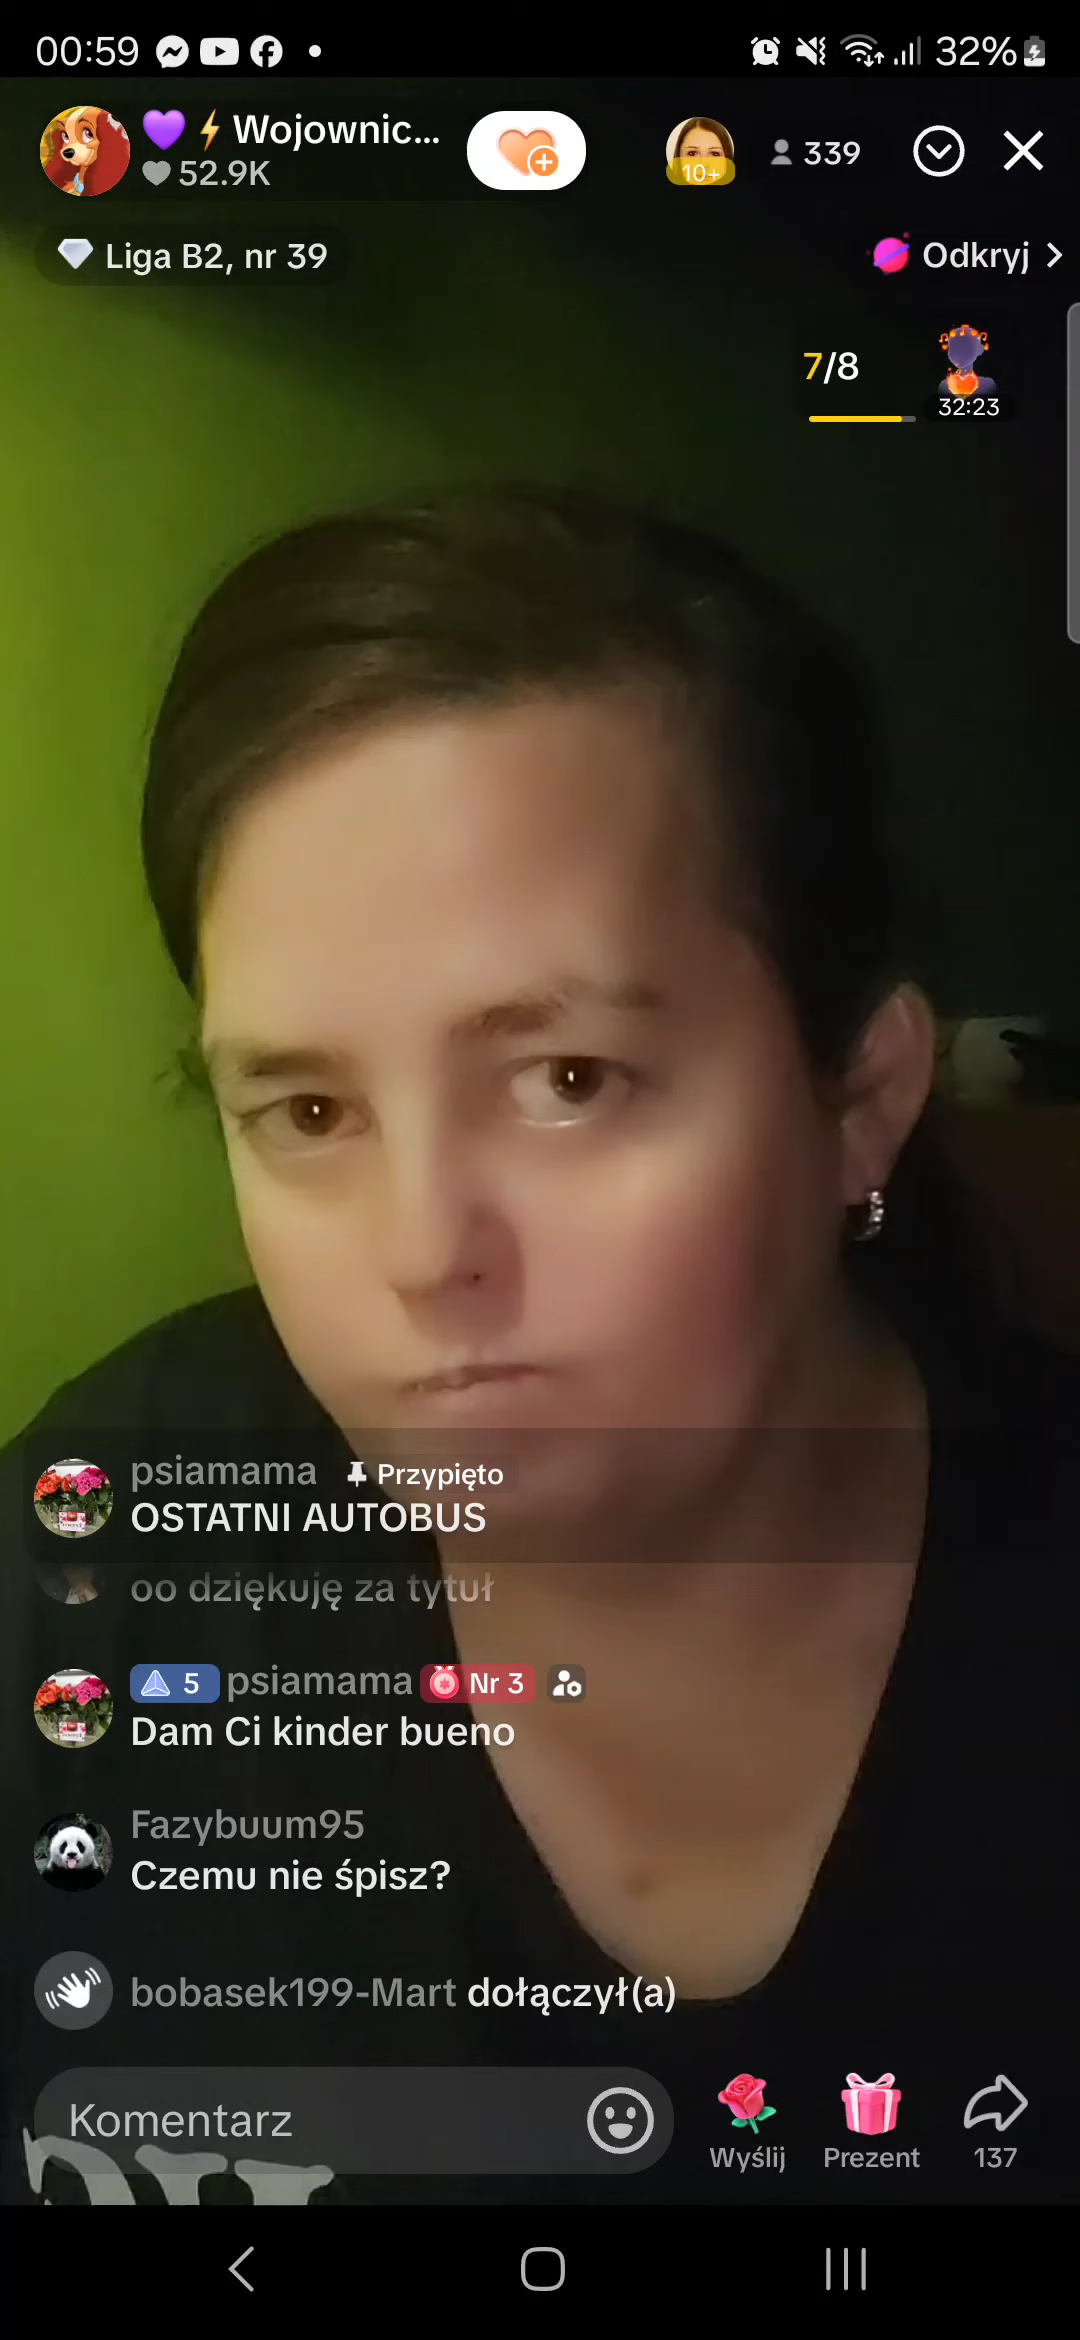 00:59
32%
Wojownic...
52.9K
10+
339
Liga B2, nr 39
Odkryj
7/8
32:23
psiamama Przypięto
OSTATNI AUTOBUS
oo dziękuję za tytuł
5 psiamama Nr 3
Dam Ci kinder bueno
Fazybuum95
Czemu nie śpisz?
bobasek199-Mart dołączył(a)
Komentarz
Wyślij
Prezent
137